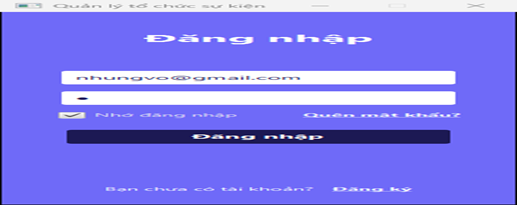 Quản lý tổ chức sự kiện
Đăng nhập
nhungvo@gmail.com
Nhớ đăng nhập Quên mật khẩu?
Đăng nhập
Bạn chưa có tài khoản? Đăng ký